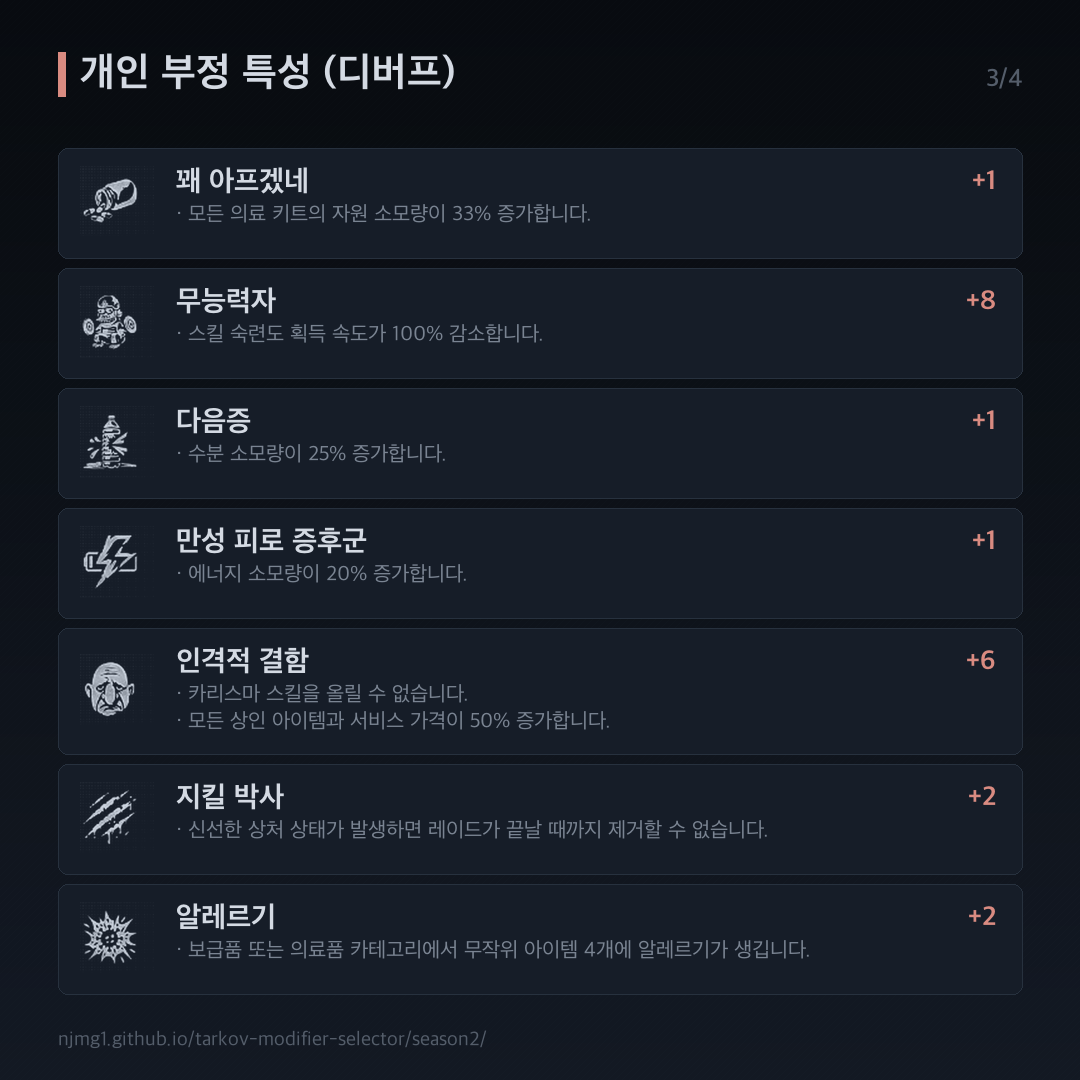 개인 부정 특성 (디버프)
3/4
꽤 아프겠네
+1
· 모든 의료 키트의 자원 소모량이 33% 증가합니다.
무능력자
+8
· 스킬 숙련도 획득 속도가 100% 감소합니다.
다음증
+1
· 수분 소모량이 25% 증가합니다.
만성 피로 증후군
+1
· 에너지 소모량이 20% 증가합니다.
인격적 결함
+6
· 카리스마 스킬을 올릴 수 없습니다.
· 모든 상인 아이템과 서비스 가격이 50% 증가합니다.
지킬 박사
+2
· 신선한 상처 상태가 발생하면 레이드가 끝날 때까지 제거할 수 없습니다.
알레르기
+2
· 보급품 또는 의료품 카테고리에서 무작위 아이템 4개에 알레르기가 생깁니다.
njmg1.github.io/tarkov-modifier-selector/season2/